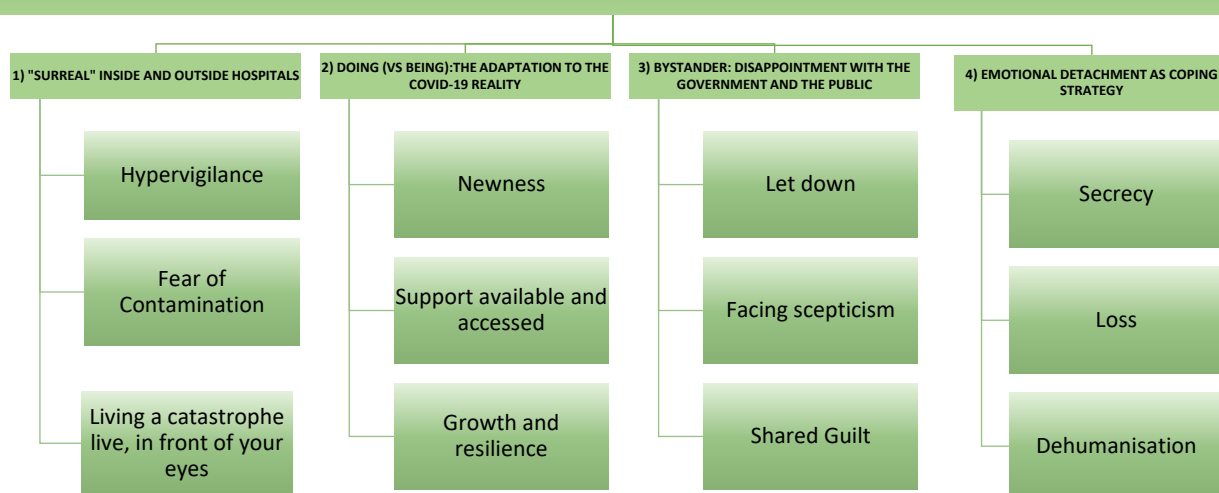 1) "SURREAL" INSIDE AND OUTSIDE HOSPITALS
Hypervigilance
Fear of
Contamination
Living a catastrophe
live, in front of your
eyes
2) DOING (VS BEING):THE ADAPTATION TO THE
COVID-19 REALITY
Newness
Support available and
accessed
Growth and
resilience
3) BYSTANDER: DISAPPOINTMENT WITH THE
GOVERNMENT AND THE PUBLIC
Let down
Facing scepticism
Shared Guilt
4) EMOTIONAL DETACHMENT AS COPING
STRATEGY
Secrecy
Loss
Dehumanisation